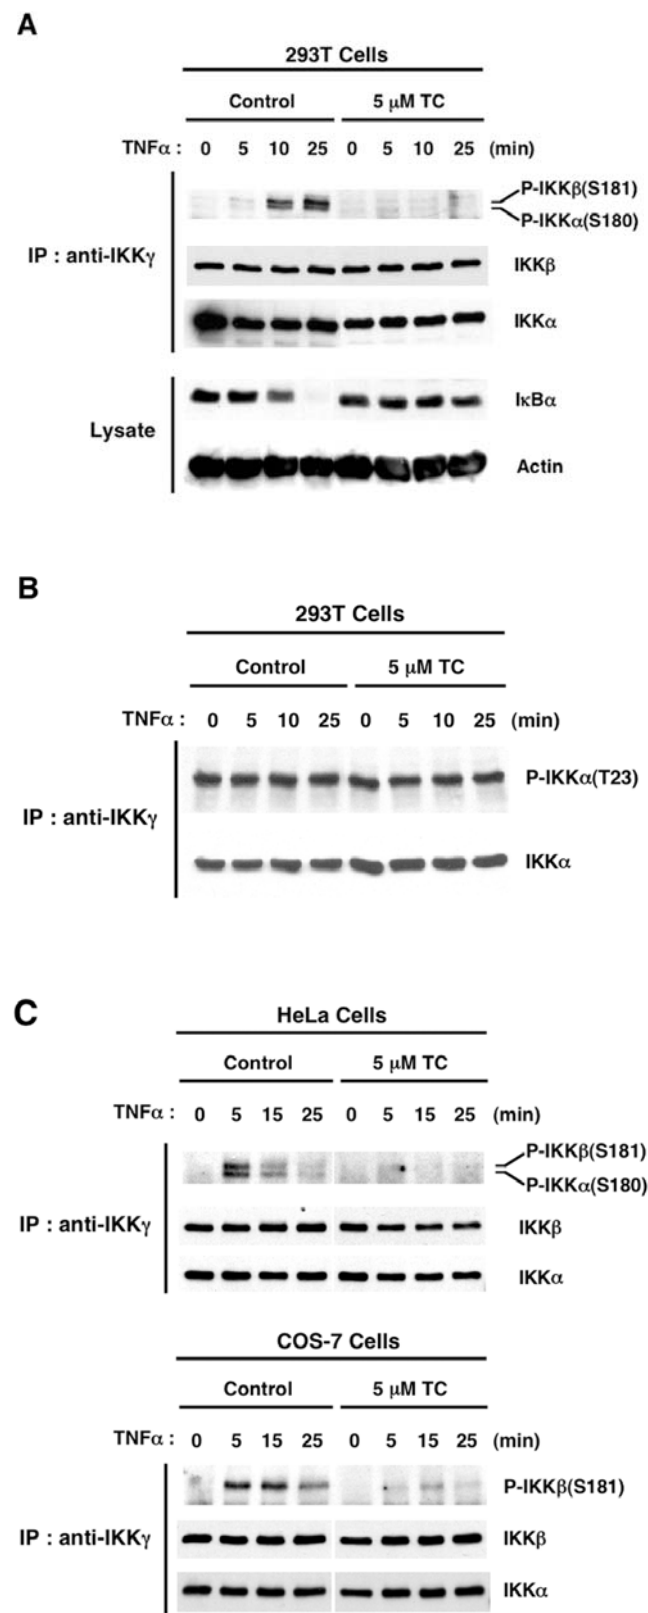 A
293T Cells
Control 5 µM TC
TNFα : 0 5 10 25 0 5 10 25 (min)
P-IKKβ(S181)
P-IKKα(S180)
IP : anti-IKKγ
IKKβ
IKKα
IκBα
Lysate
Actin
B
293T Cells
Control 5 µM TC
TNFα : 0 5 10 25 0 5 10 25 (min)
P-IKKα(T23)
IP : anti-IKKγ
IKKα
C
HeLa Cells
Control 5 µM TC
TNFα : 0 5 15 25 0 5 15 25 (min)
P-IKKβ(S181)
P-IKKα(S180)
IP : anti-IKKγ IKKβ
IKKα
COS-7 Cells
Control 5 µM TC
TNFα : 0 5 15 25 0 5 15 25 (min)
P-IKKβ(S181)
IP : anti-IKKγ IKKβ
IKKα